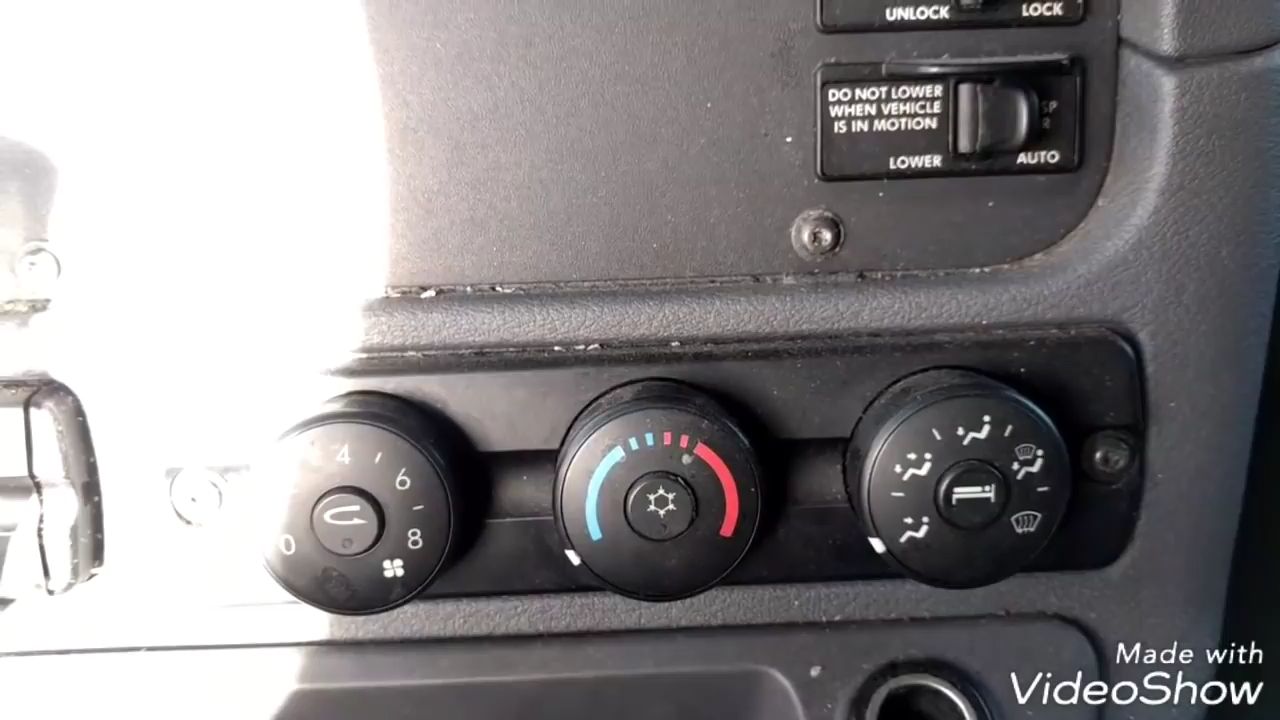 UNLOCK LOCK
DO NOT LOWER
WHEN VEHICLE
IS IN MOTION
LOWER AUTO
0 4 6 8
Made with
VideoShow